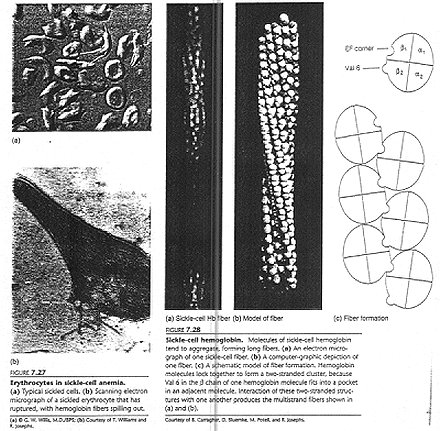 (a)
(b)
FIGURE 7.27
Erythrocytes in sickle-cell anemia.
(a) Typical sickled cells. (b) Scanning electron
micrograph of a sickled erythrocyte that has
ruptured, with hemoglobin fibers spilling out.
(a) © G. W. Willis, M.D./BPS; (b) Courtesy of T. Williams and
R. Josephs.
(a) Sickle-cell Hb fiber (b) Model of fiber
FIGURE 7.28
Sickle-cell hemoglobin. Molecules of sickle-cell hemoglobin
tend to aggregate, forming long fibers. (a) An electron micro-
graph of one sickle-cell fiber. (b) A computer-graphic depiction of
one fiber. (c) A schematic model of fiber formation. Hemoglobin
molecules lock together to form a two-stranded cluster, because
Val 6 in the β chain of one hemoglobin molecule fits into a pocket
in an adjacent molecule. Interaction of these two-stranded struc-
tures with one another produces the multistrand fibers shown in
(a) and (b).
Courtesy of B. Carragher, D. Bluemke, M. Potell, and R. Josephs.
EF corner
β₁ α₁
Val 6
β₂ α₂
(c) Fiber formation